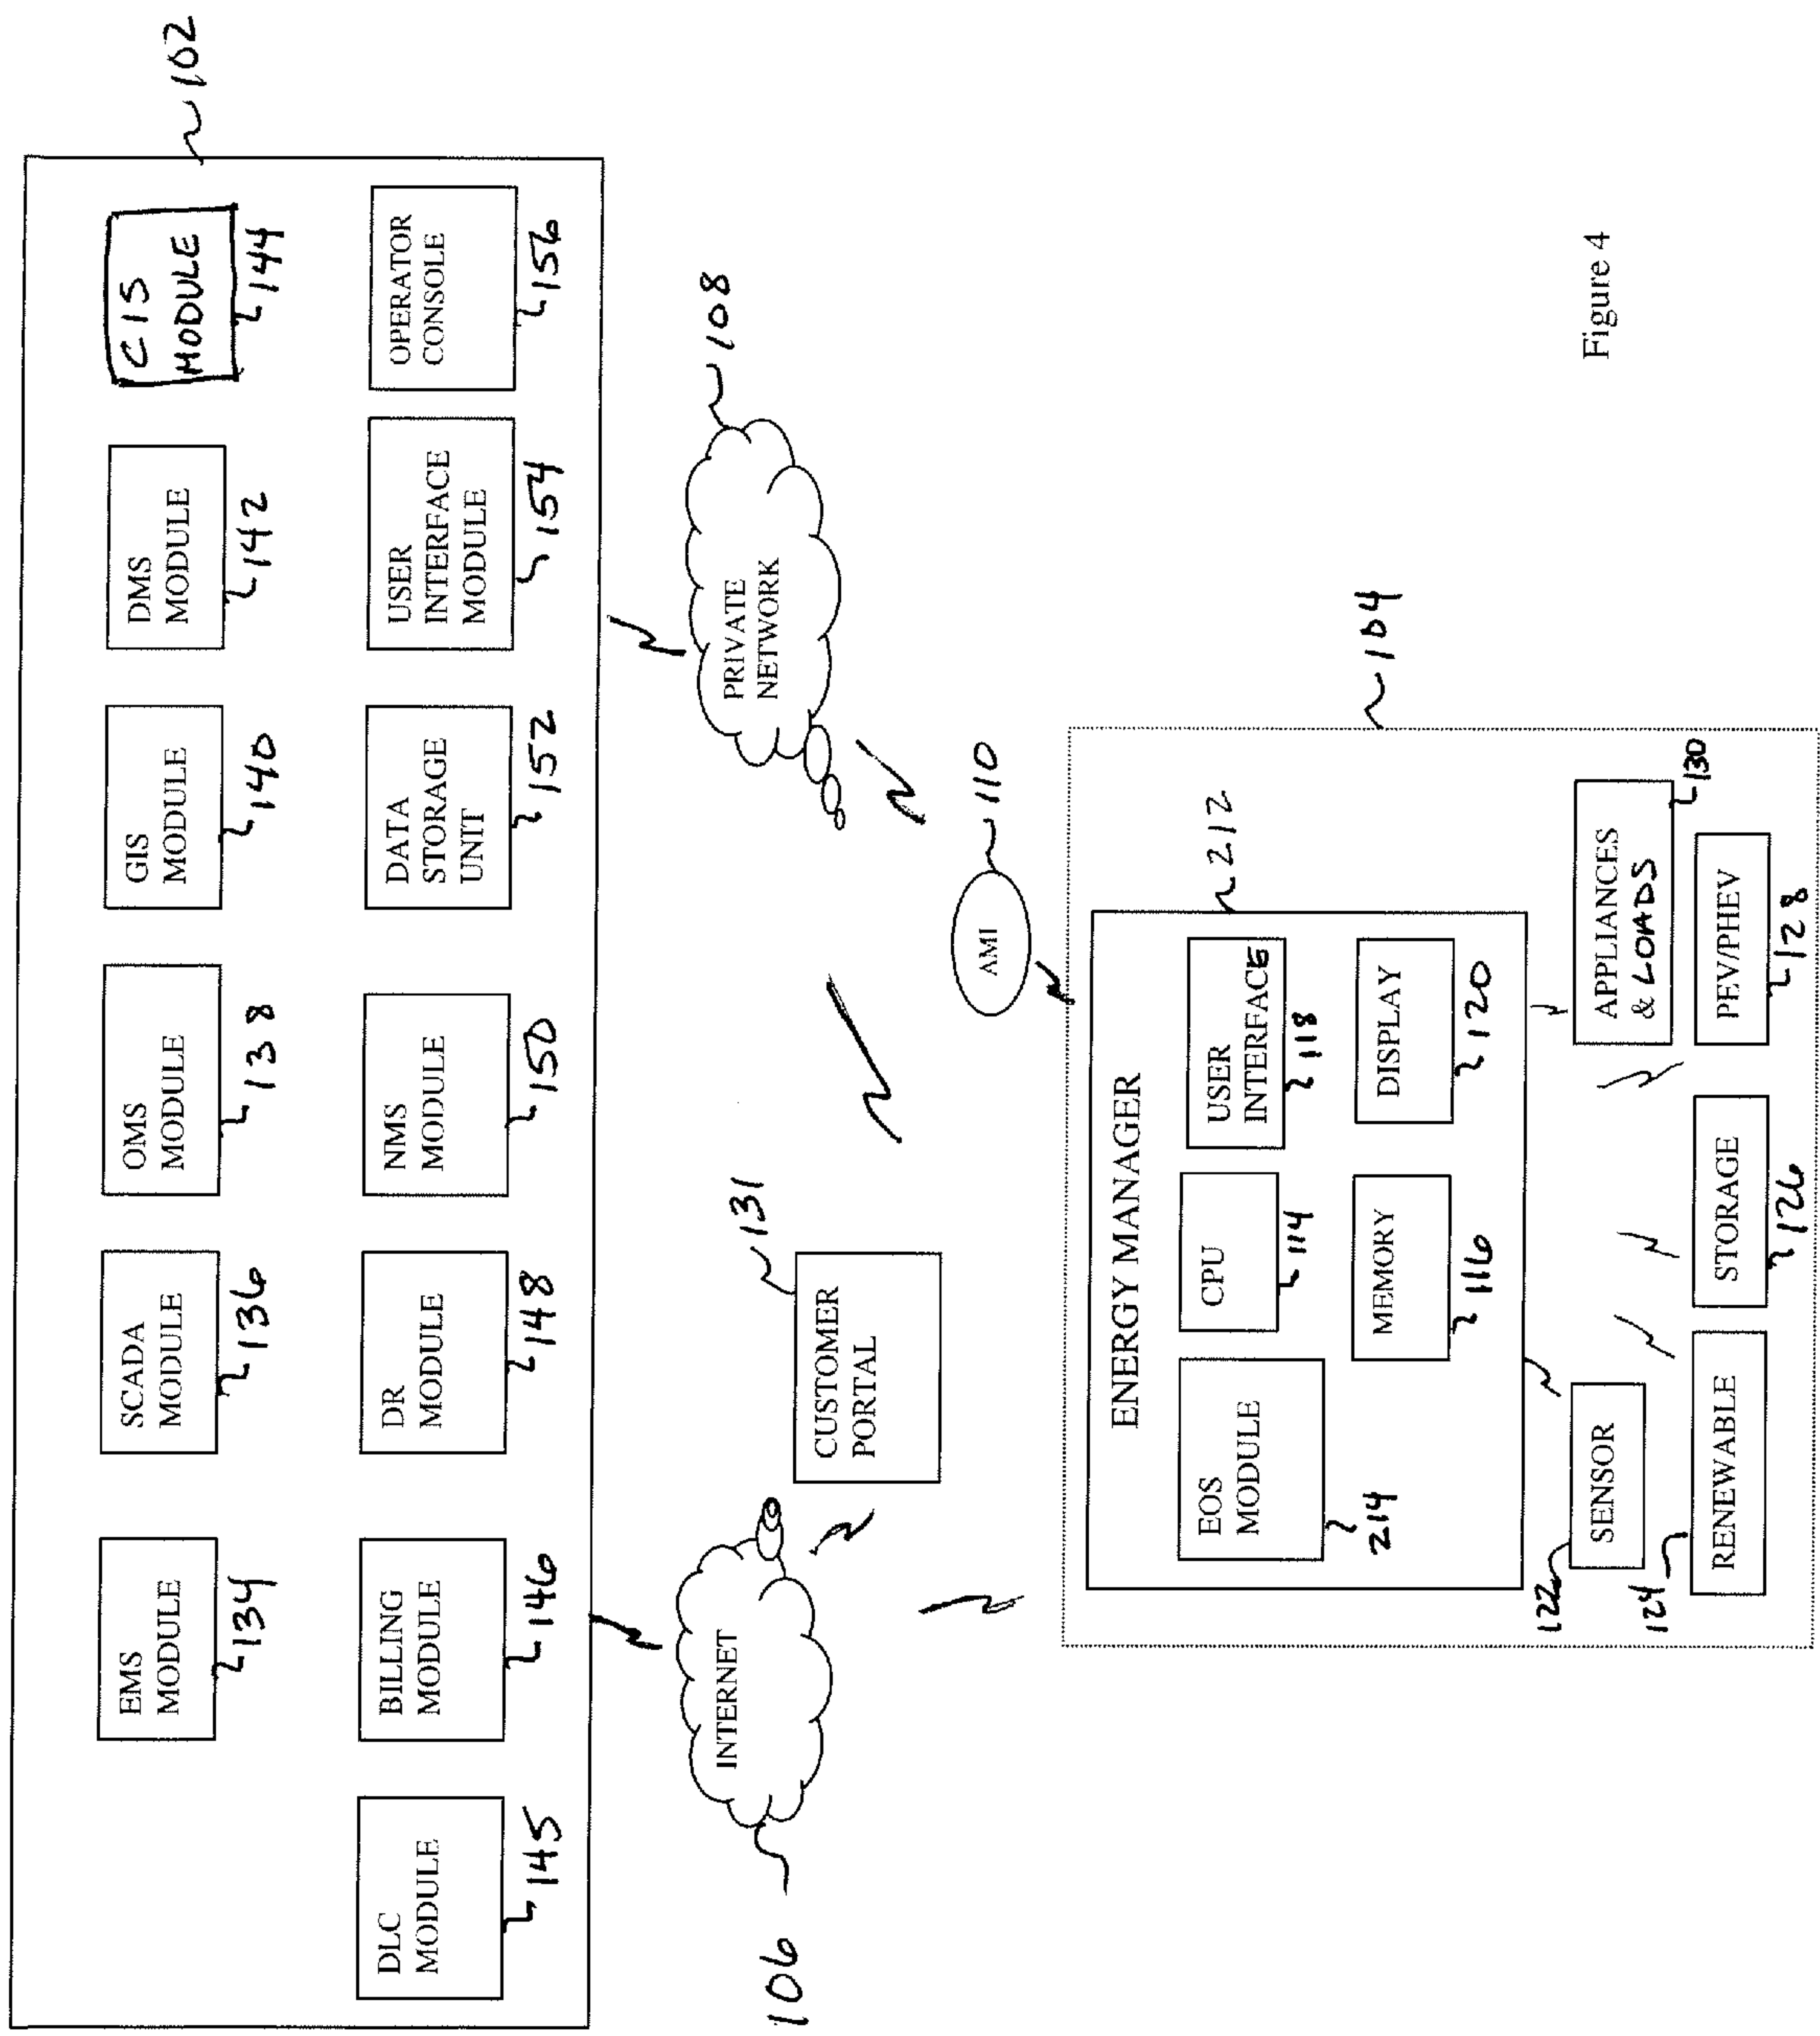 102
EMS
MODULE
134
SCADA
MODULE
136
OMS
MODULE
138
GIS
MODULE
140
DMS
MODULE
142
CIS
MODULE
144
DLC
MODULE
145
BILLING
MODULE
146
DR
MODULE
148
NMS
MODULE
150
DATA
STORAGE
UNIT
152
USER
INTERFACE
MODULE
154
OPERATOR
CONSOLE
156
106
INTERNET
CUSTOMER
PORTAL
131
PRIVATE
NETWORK
108
AMI
110
104
ENERGY MANAGER
212
EOS
MODULE
214
CPU
114
USER
INTERFACE
118
MEMORY
116
DISPLAY
120
122
SENSOR
124
RENEWABLE
STORAGE
126
APPLIANCES
& LOADS
130
PEV/PHEV
128
Figure 4